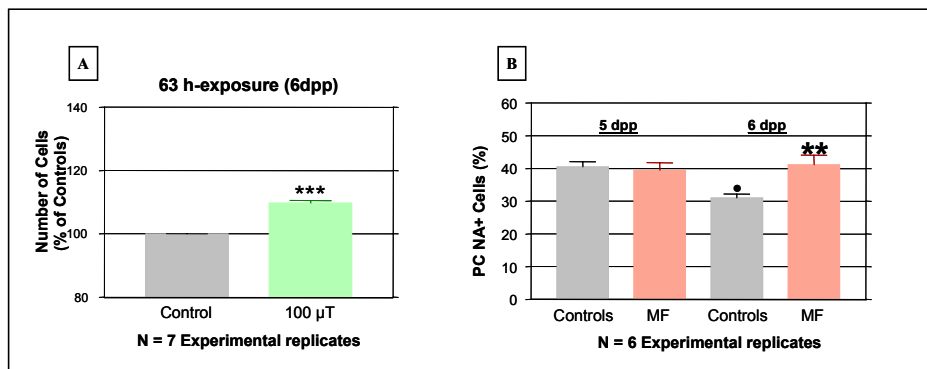 A
63 h-exposure (6dpp)
Number of Cells
(% of Controls)
140
120
100
80
***
Control
100 µT
N = 7 Experimental replicates
B
PC NA+ Cells (%)
60
50
40
30
20
10
0
5 dpp
6 dpp
•
**
Controls
MF
Controls
MF
N = 6 Experimental replicates